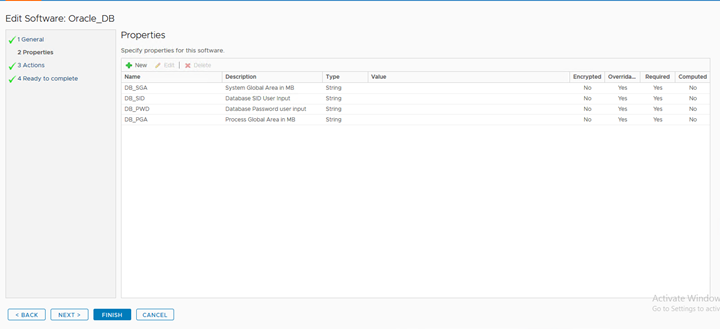 Edit Software: Oracle_DB
1 General
2 Properties
3 Actions
4 Ready to complete
Properties
Specify properties for this software.
New Edit | Delete
Name Description Type Value Encrypted Overrida... Required Computed
DB_SGA System Global Area in MB String No Yes Yes No
DB_SID Database SID User Input String No Yes Yes No
DB_PWD Database Password user input String No Yes Yes No
DB_PGA Process Global Area in MB String No Yes Yes No
< BACK NEXT > FINISH CANCEL
Activate Window
Go to Settings to activ